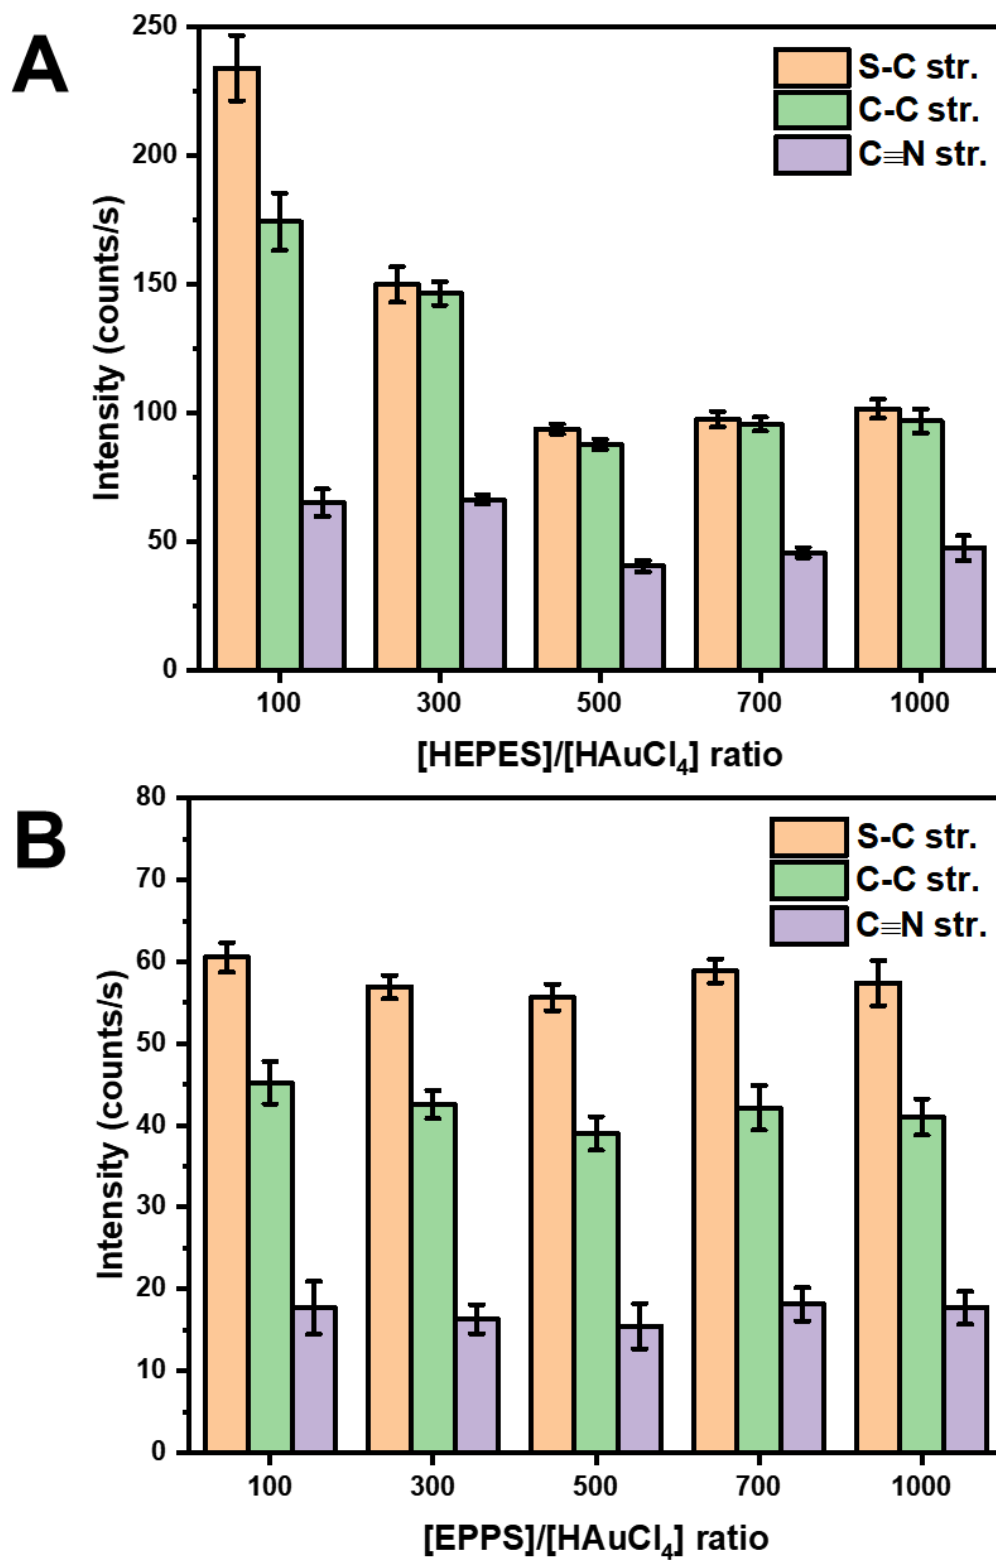 A
250
200
150
100
50
0
Intensity (counts/s)
S-C str.
C-C str.
C≡N str.
100 300 500 700 1000
[HEPES]/[HAuCl₄] ratio
B
80
70
60
50
40
30
20
10
0
Intensity (counts/s)
S-C str.
C-C str.
C≡N str.
100 300 500 700 1000
[EPPS]/[HAuCl₄] ratio